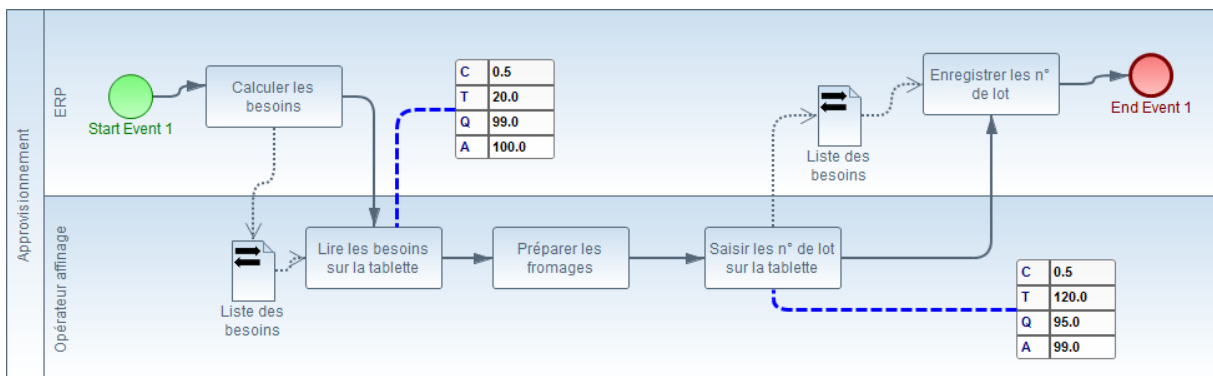 Approvisionnement
ERP
Start Event 1
Calculer les
besoins
C 0.5
T 20.0
Q 99.0
A 100.0
Liste des
besoins
Enregistrer les n°
de lot
End Event 1
Opérateur affinage
Liste des
besoins
Lire les besoins
sur la tablette
Préparer les
fromages
Saisir les n° de lot
sur la tablette
C 0.5
T 120.0
Q 95.0
A 99.0